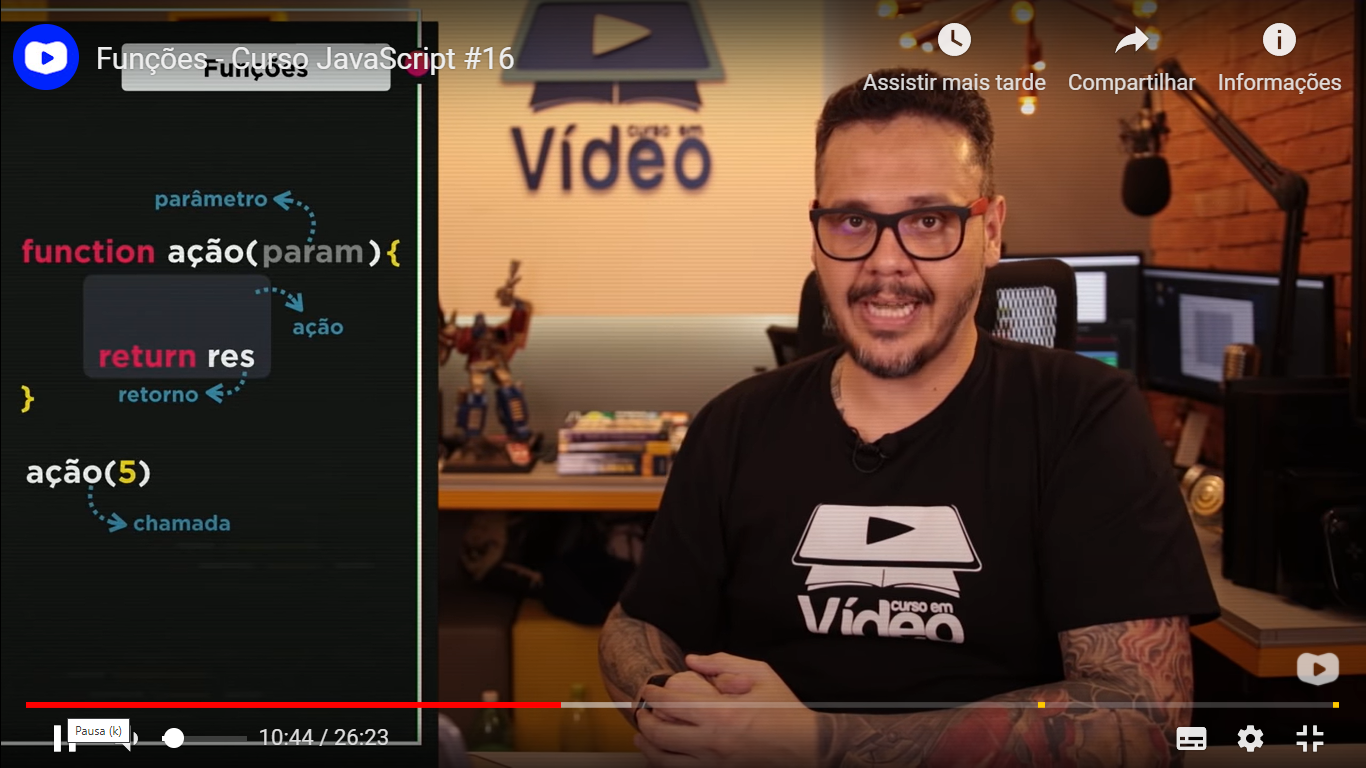 Funções - Curso JavaScript #16
Funções
Assistir mais tarde
Compartilhar
Informações
curso em
Vídeo
parâmetro
function ação(param){
ação
return res
retorno
}
ação(5)
chamada
curso em
Vídeo
Pausa (k)
10:44 / 26:23